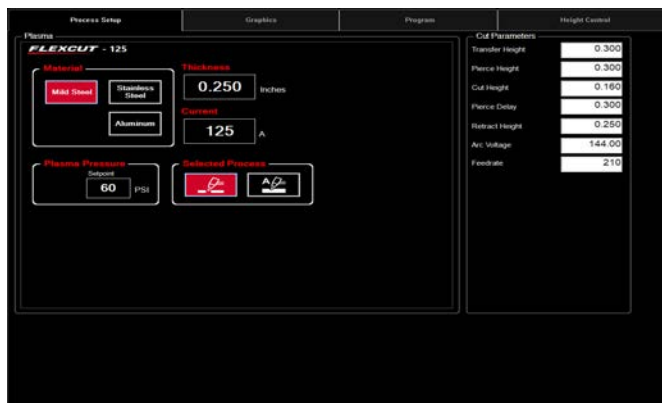 Process Setup Graphics Program Height Control
Plasma
FLEXCUT - 125
Material
Mild Steel
Stainless Steel
Aluminum
Thickness
0.250 Inches
Current
125 A
Plasma Pressure
Setpoint
60 PSI
Selected Process
A
Cut Parameters
Transfer Height 0.300
Pierce Height 0.300
Cut Height 0.160
Pierce Delay 0.300
Retract Height 0.250
Arc Voltage 144.00
Feedrate 210